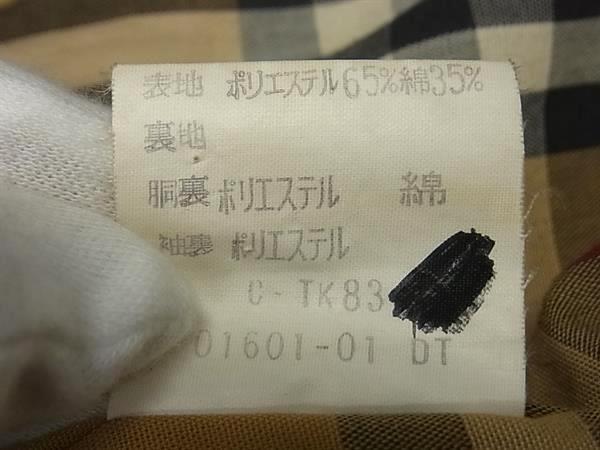 表地 ポリエステル65%綿35%
裏地
胴裏 ポリエステル 綿
袖裏 ポリエステル
C-TK83
01601-01 DT